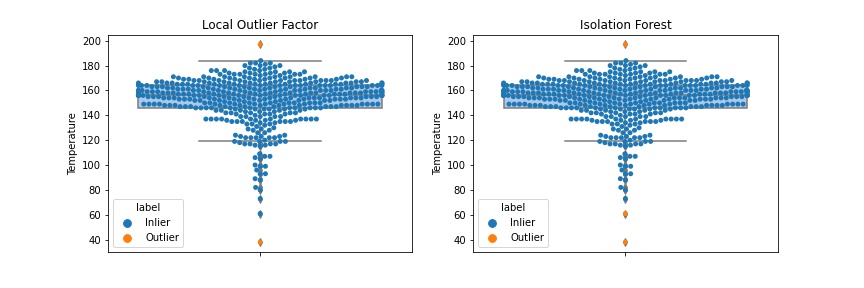 Local Outlier Factor
Temperature
200
180
160
140
120
100
80
60
40
label
Inlier
Outlier
Isolation Forest
Temperature
200
180
160
140
120
100
80
60
40
label
Inlier
Outlier